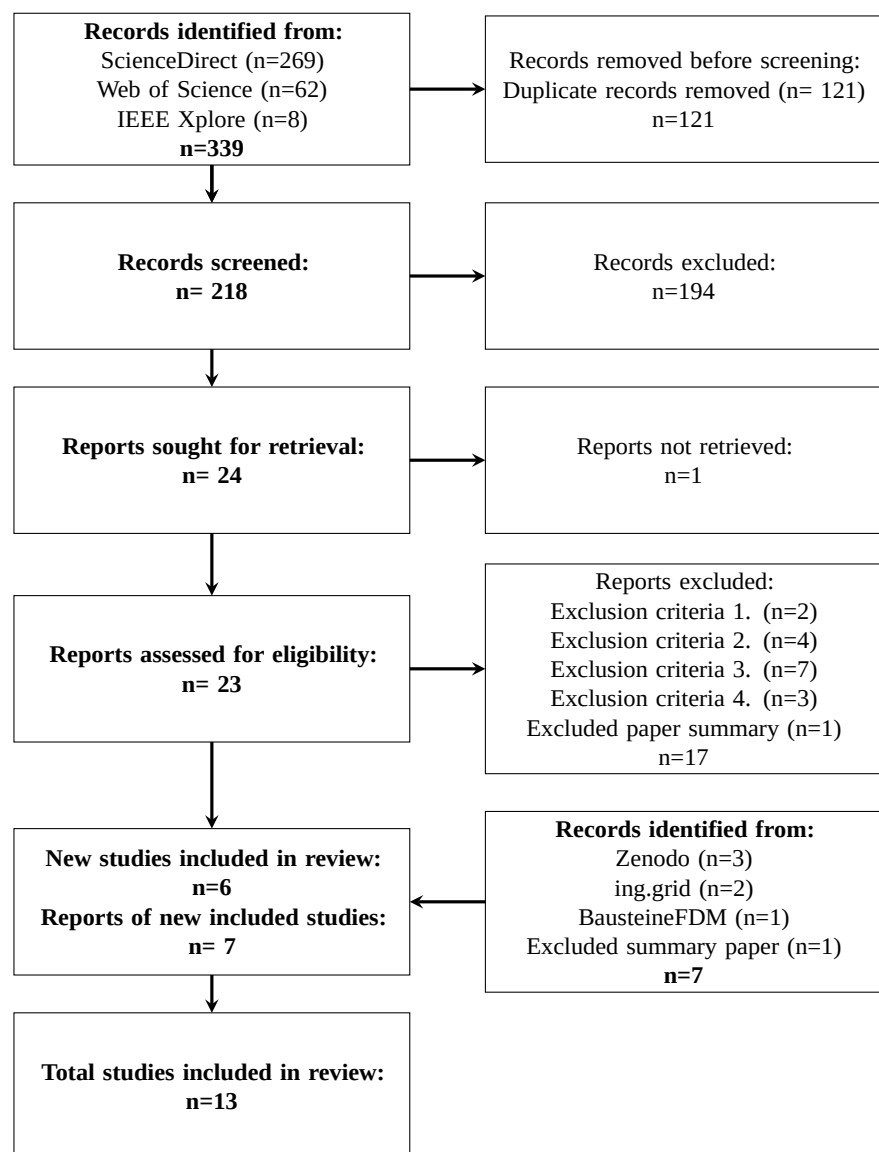 Records identified from:
ScienceDirect (n=269)
Web of Science (n=62)
IEEE Xplore (n=8)
n=339
Records removed before screening:
Duplicate records removed (n= 121)
n=121
Records screened:
n= 218
Records excluded:
n=194
Reports sought for retrieval:
n= 24
Reports not retrieved:
n=1
Reports assessed for eligibility:
n= 23
Reports excluded:
Exclusion criteria 1. (n=2)
Exclusion criteria 2. (n=4)
Exclusion criteria 3. (n=7)
Exclusion criteria 4. (n=3)
Excluded paper summary (n=1)
n=17
New studies included in review:
n=6
Reports of new included studies:
n= 7
Records identified from:
Zenodo (n=3)
ing.grid (n=2)
BausteineFDM (n=1)
Excluded summary paper (n=1)
n=7
Total studies included in review:
n=13